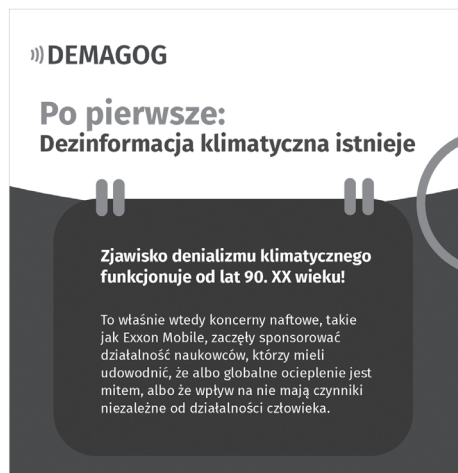 DEMAGOG
Po pierwsze:
Dezinformacja klimatyczna istnieje
Zjawisko denializmu klimatycznego
funkcjonuje od lat 90. XX wieku!
To właśnie wtedy koncerny naftowe, takie
jak Exxon Mobile, zaczęły sponsorować
działalność naukowców, którzy mieli
udowodnić, że albo globalne ocieplenie jest
mitem, albo że wpływ na nie mają czynniki
niezależne od działalności człowieka.